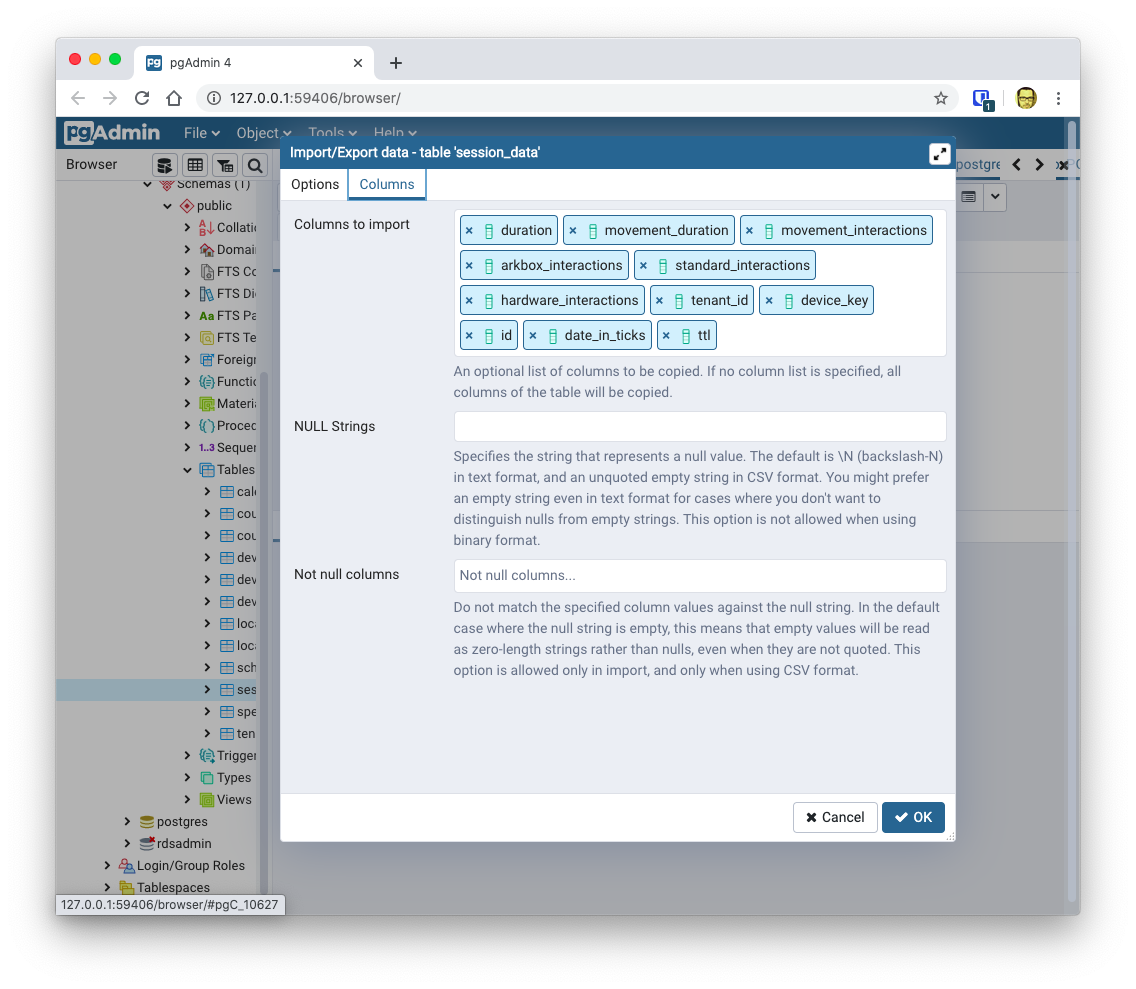 pgAdmin 4
127.0.0.1:59406/browser/
1
pgAdmin File Object Tools Help
Import/Export data - table 'session_data'
Browser
postgre
Options Columns
Schemas (1)
public
Collatic
Domai
FTS Co
FTS Di
FTS Pa
FTS Te
Foreig
Functic
Materi
Proced
1..3 Sequer
Tables
cale
cou
cou
dev
dev
dev
loc
loc
sch
ses
spe
ten
Trigger
Types
Views
postgres
rdsadmin
Login/Group Roles
Tablespaces
127.0.0.1:59406/browser/#pgC_10627
Columns to import
× duration × movement_duration × movement_interactions
× arkbox_interactions × standard_interactions
× hardware_interactions × tenant_id × device_key
× id × date_in_ticks × ttl
An optional list of columns to be copied. If no column list is specified, all
columns of the table will be copied.
NULL Strings
Specifies the string that represents a null value. The default is \N (backslash-N)
in text format, and an unquoted empty string in CSV format. You might prefer
an empty string even in text format for cases where you don't want to
distinguish nulls from empty strings. This option is not allowed when using
binary format.
Not null columns
Not null columns...
Do not match the specified column values against the null string. In the default
case where the null string is empty, this means that empty values will be read
as zero-length strings rather than nulls, even when they are not quoted. This
option is allowed only in import, and only when using CSV format.
Cancel OK